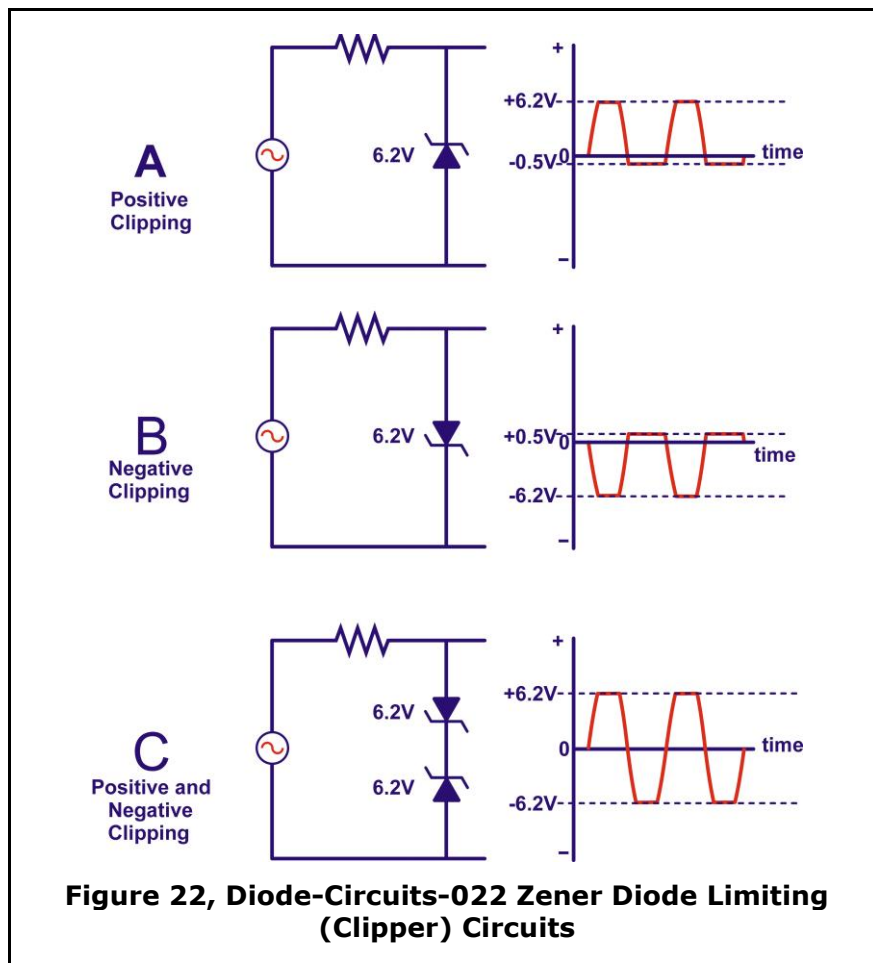 +
+6.2V
A
6.2V
0
time
-0.5V
Positive
Clipping
–
+
B
6.2V
+0.5V
0
time
Negative
Clipping
-6.2V
–
+
6.2V
+6.2V
C
0
time
6.2V
Positive and
Negative
Clipping
-6.2V
–
Figure 22, Diode-Circuits-022 Zener Diode Limiting
(Clipper) Circuits